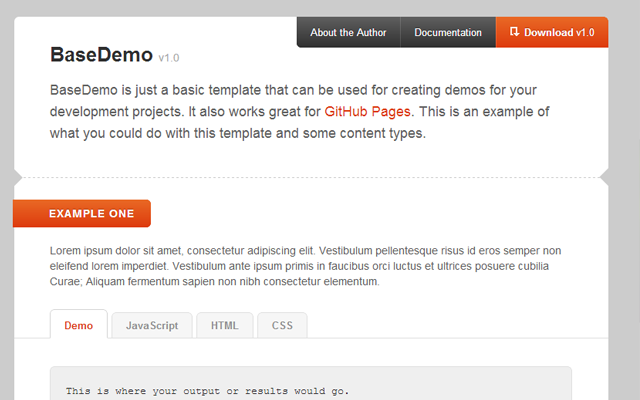 About the Author Documentation Download v1.0
BaseDemo v1.0
BaseDemo is just a basic template that can be used for creating demos for your
development projects. It also works great for GitHub Pages. This is an example of
what you could do with this template and some content types.
EXAMPLE ONE
Lorem ipsum dolor sit amet, consectetur adipiscing elit. Vestibulum pellentesque risus id eros semper non
eleifend lorem imperdiet. Vestibulum ante ipsum primis in faucibus orci luctus et ultrices posuere cubilia
Curae; Aliquam fermentum sapien non nibh consectetur elementum.
Demo JavaScript HTML CSS
This is where your output or results would go.